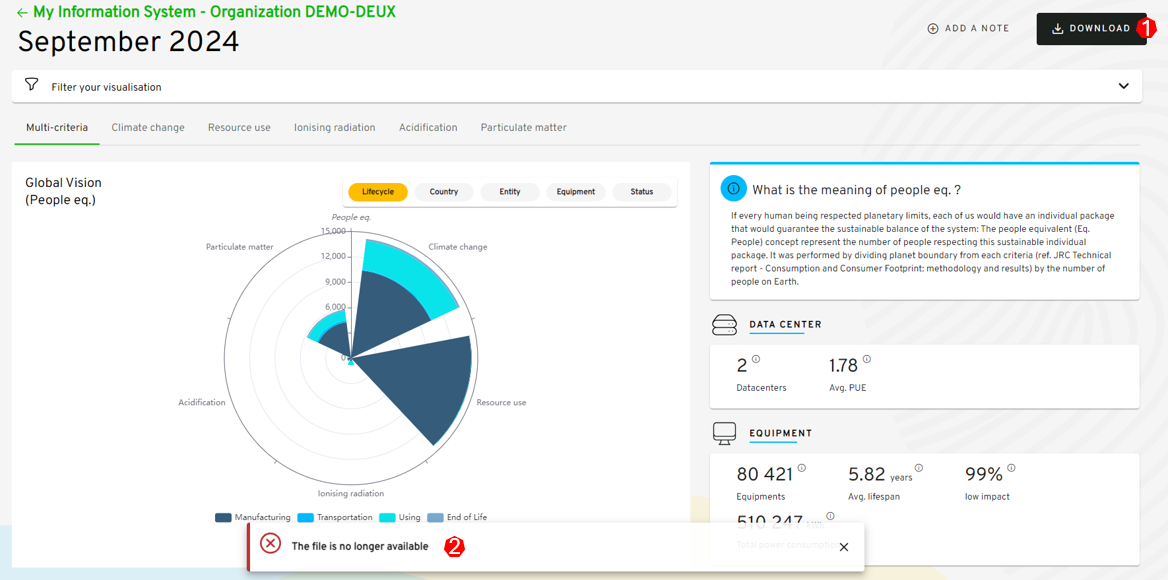 ← My Information System - Organization DEMO-DEUX
September 2024
ADD A NOTE
DOWNLOAD
1
Filter your visualisation
Multi-criteria
Climate change
Resource use
Ionising radiation
Acidification
Particulate matter
Global Vision
(People eq.)
Lifecycle
Country
Entity
Equipment
Status
People eq.
15,000
12,000
9,000
6,000
0
Particulate matter
Climate change
Acidification
Resource use
Ionising radiation
Manufacturing
Transportation
Using
End of Life
What is the meaning of people eq. ?
If every human being respected planetary limits, each of us would have an individual package
that would guarantee the sustainable balance of the system: The people equivalent (Eq.
People) concept represent the number of people respecting this sustainable individual
package. It was performed by dividing planet boundary from each criteria (ref. JRC Technical
report - Consumption and Consumer Footprint: methodology and results) by the number of
people on Earth.
DATA CENTER
2
Datacenters
1.78
Avg. PUE
EQUIPMENT
80 421
Equipments
5.82 years
Avg. lifespan
99%
low impact
510 247
Total power consumption
The file is no longer available
2